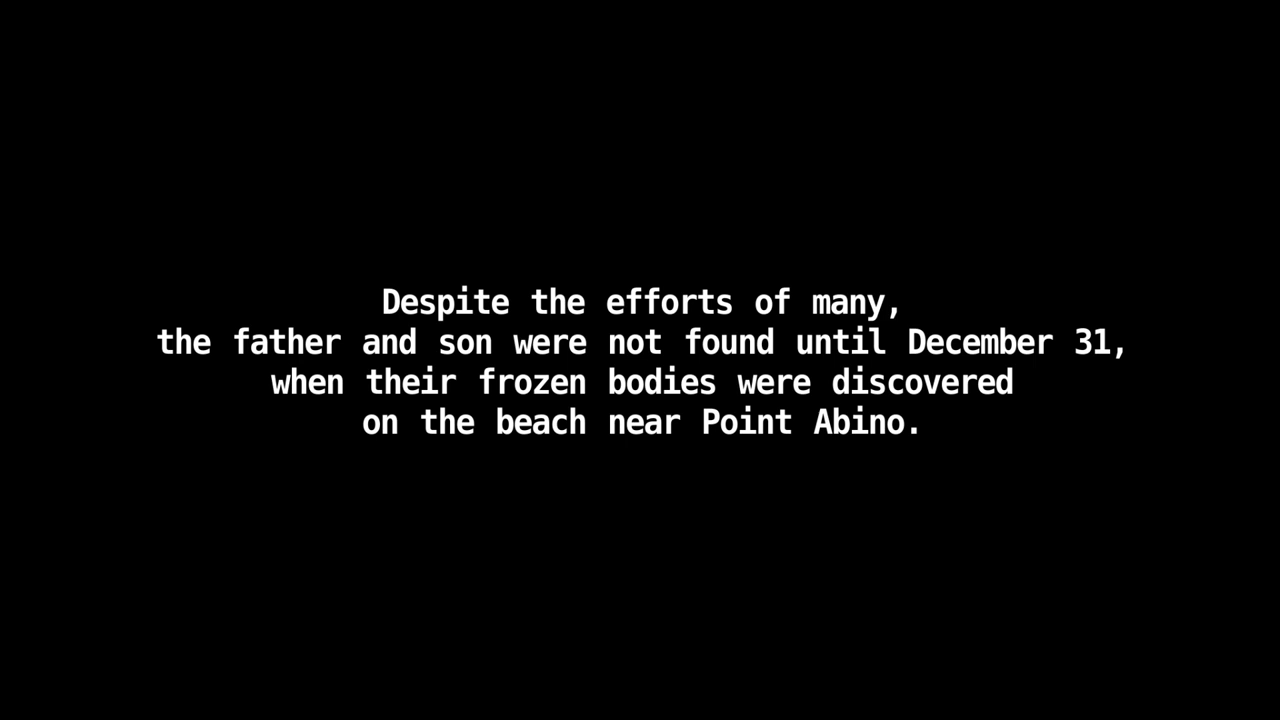 Despite the efforts of many,
the father and son were not found until December 31,
when their frozen bodies were discovered
on the beach near Point Abino.